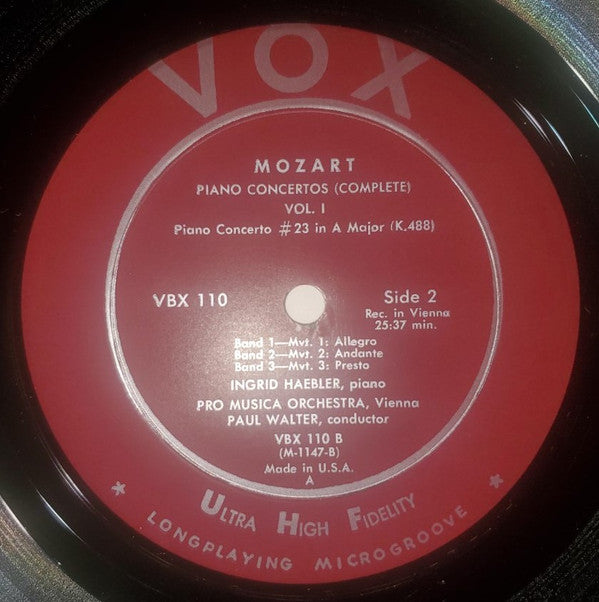 VOX
MOZART
PIANO CONCERTOS (COMPLETE)
VOL. I
Piano Concerto #23 in A Major (K.488)
VBX 110
Side 2
Rec. in Vienna
25:37 min.
Band 1—Mvt. 1: Allegro
Band 2—Mvt. 2: Andante
Band 3—Mvt. 3: Presto
INGRID HAEBLER, piano
PRO MUSICA ORCHESTRA, Vienna
PAUL WALTER, conductor
VBX 110 B
(M-1147-B)
Made in U.S.A.
A
ULTRA HIGH FIDELITY
★ LONGPLAYING MICROGROOVE ★